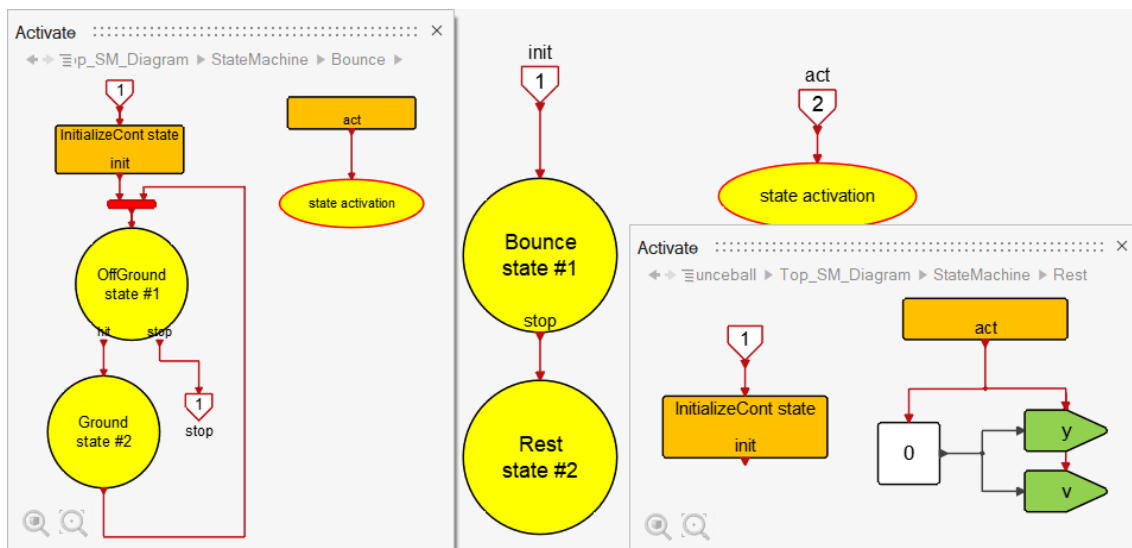 Activate
op_SM_Diagram StateMachine Bounce
1
InitializeCont state
init
act
state activation
OffGround
state #1
hit
stop
1
stop
Ground
state #2
init
1
Bounce
state #1
stop
Rest
state #2
act
2
state activation
Activate
unceball Top_SM_Diagram StateMachine Rest
1
InitializeCont state
init
act
0
y
v